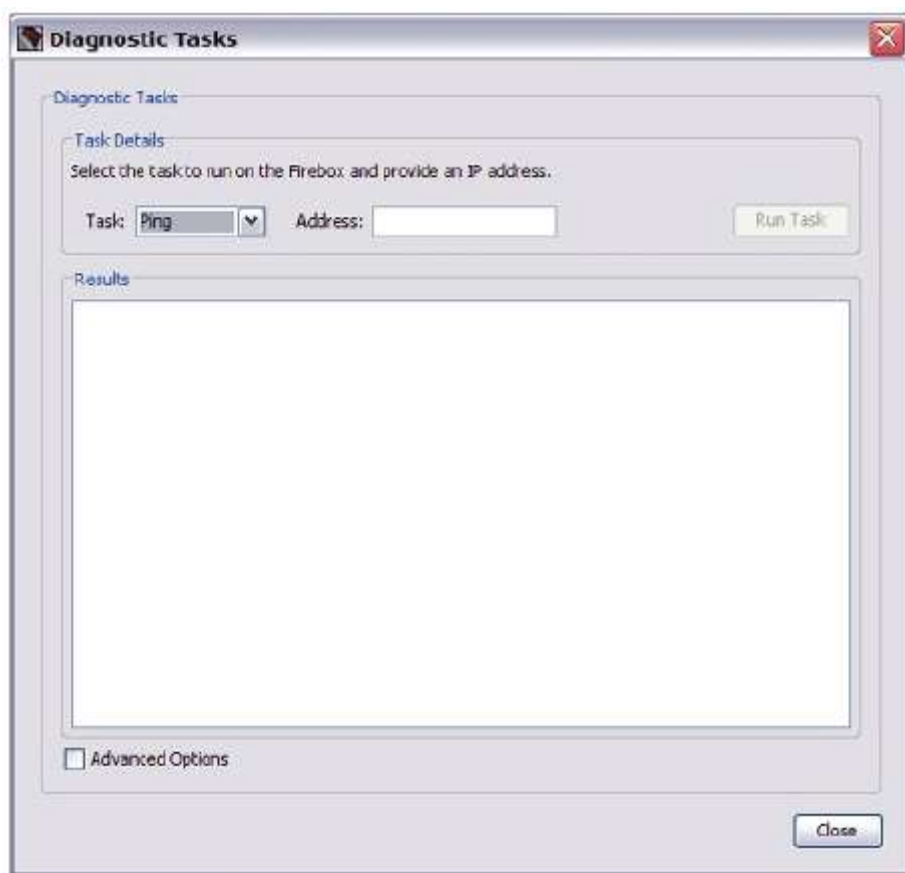 Diagnostic Tasks
Diagnostic Tasks
Task Details
Select the task to run on the Firebox and provide an IP address.
Task: Ping Address: Run Task
Results
Advanced Options
Close